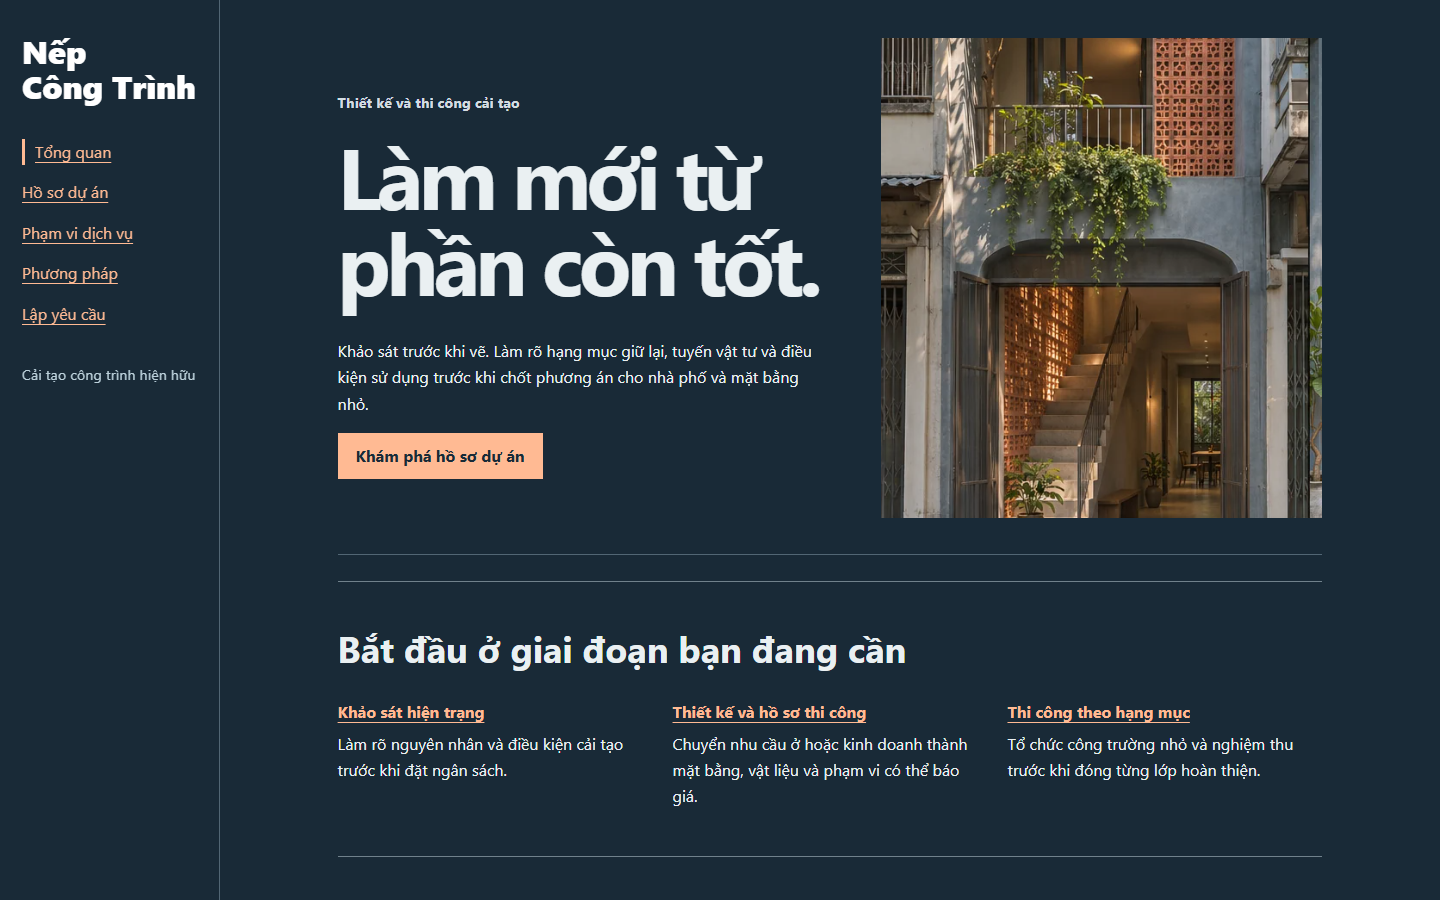 Nếp
Công Trình
Tổng quan
Hồ sơ dự án
Phạm vi dịch vụ
Phương pháp
Lập yêu cầu
Cải tạo công trình hiện hữu
Thiết kế và thi công cải tạo
Làm mới từ
phần còn tốt.
Khảo sát trước khi vẽ. Làm rõ hạng mục giữ lại, tuyến vật tư và điều
kiện sử dụng trước khi chốt phương án cho nhà phố và mặt bằng
nhỏ.
Khám phá hồ sơ dự án
Bắt đầu ở giai đoạn bạn đang cần
Khảo sát hiện trạng
Làm rõ nguyên nhân và điều kiện cải tạo
trước khi đặt ngân sách.
Thiết kế và hồ sơ thi công
Chuyển nhu cầu ở hoặc kinh doanh thành
mặt bằng, vật liệu và phạm vi có thể báo
giá.
Thi công theo hạng mục
Tổ chức công trường nhỏ và nghiệm thu
trước khi đóng từng lớp hoàn thiện.